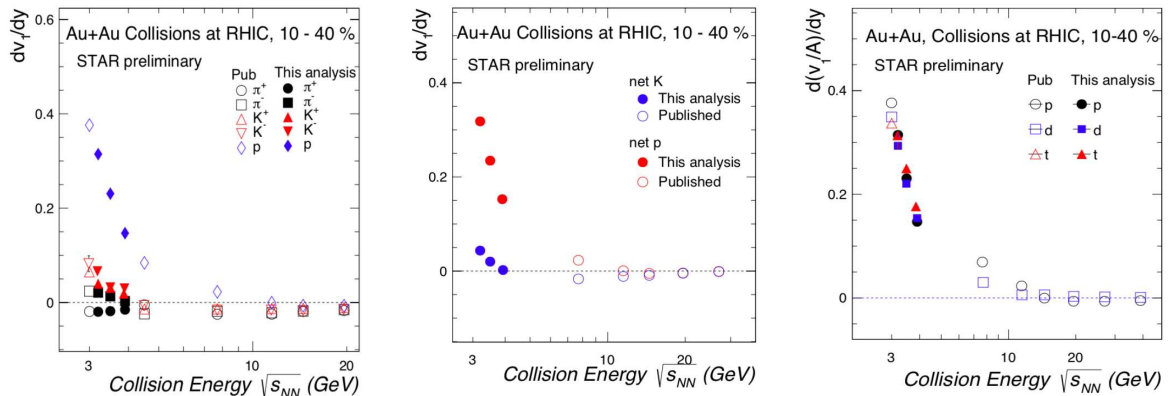 dv₁/dy
0.6
0.4
0.2
0
Au+Au Collisions at RHIC, 10 - 40 %
STAR preliminary
Pub This analysis
π⁺ π⁺
π⁻ π⁻
K⁺ K⁺
K⁻ K⁻
p p
3 10 20
Collision Energy √s_NN (GeV)
dv₁/dy
0.4
0.2
0
Au+Au Collisions at RHIC, 10 - 40 %
STAR preliminary
net K
This analysis
Published
net p
This analysis
Published
3 10 20
Collision Energy √s_NN (GeV)
d(v₁/A)/dy
0.4
0.2
0
Au+Au, Collisions at RHIC, 10-40 %
STAR preliminary
Pub This analysis
p p
d d
t t
3 10 20
Collision Energy √s_NN (GeV)